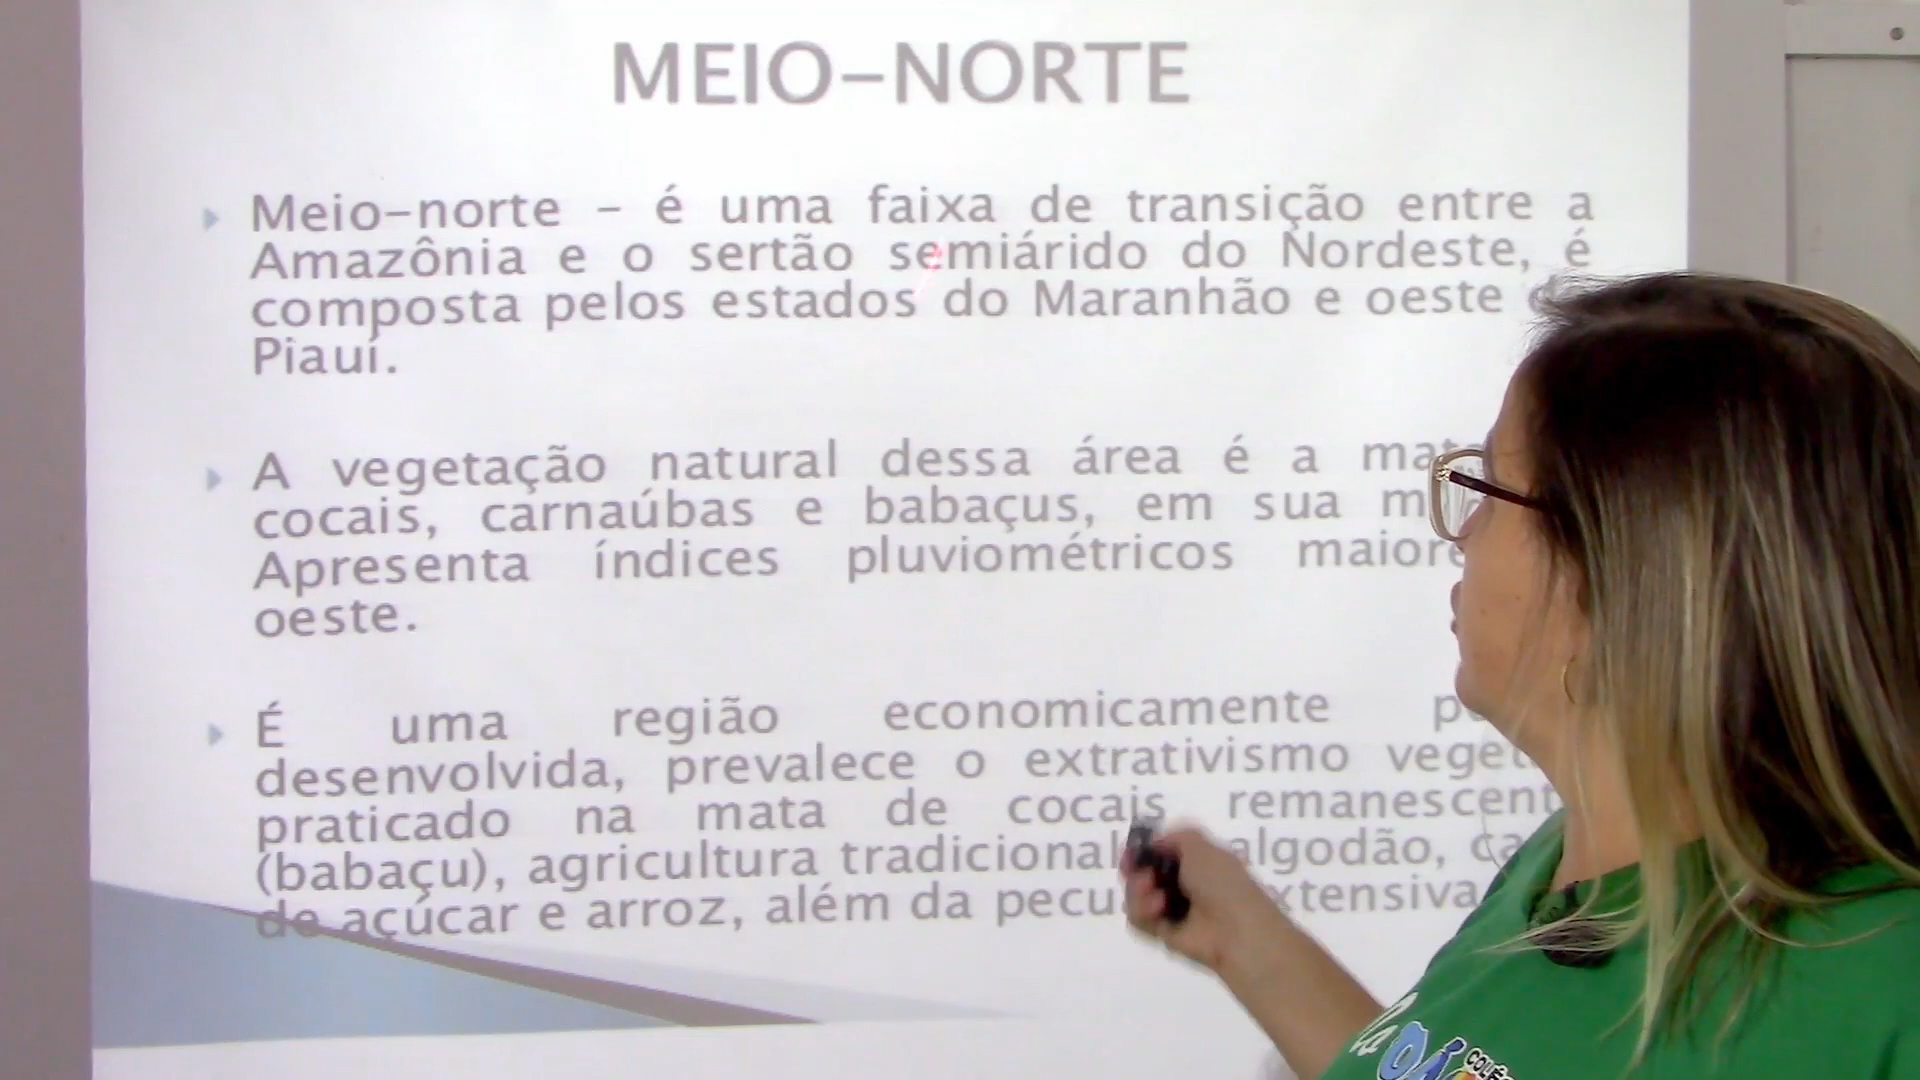 MEIO-NORTE
Meio-norte - é uma faixa de transição entre a
Amazônia e o sertão semiárido do Nordeste, é
composta pelos estados do Maranhão e oeste
Piauí.
A vegetação natural dessa área é a
cocais, carnaúbas e babaçus, em sua
Apresenta índices pluviométricos
oeste.
É uma região economicamente
desenvolvida, prevalece o extrativismo
praticado na mata de cocais
(babaçu), agricultura tradicional algodão,
de açúcar e arroz, além da